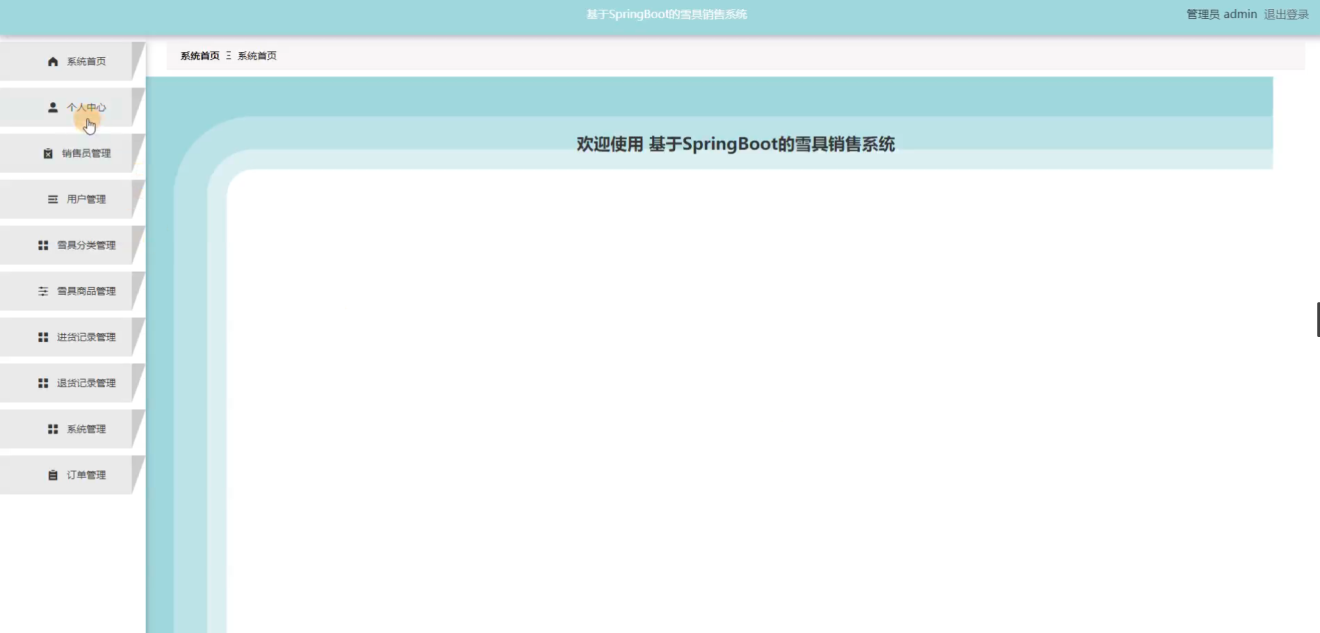 基于SpringBoot的雪具销售系统
管理员 admin 退出登录
系统首页
个人中心
销售员管理
用户管理
雪具分类管理
雪具商品管理
进货记录管理
退货记录管理
系统管理
订单管理
系统首页 Ξ 系统首页
欢迎使用 基于SpringBoot的雪具销售系统